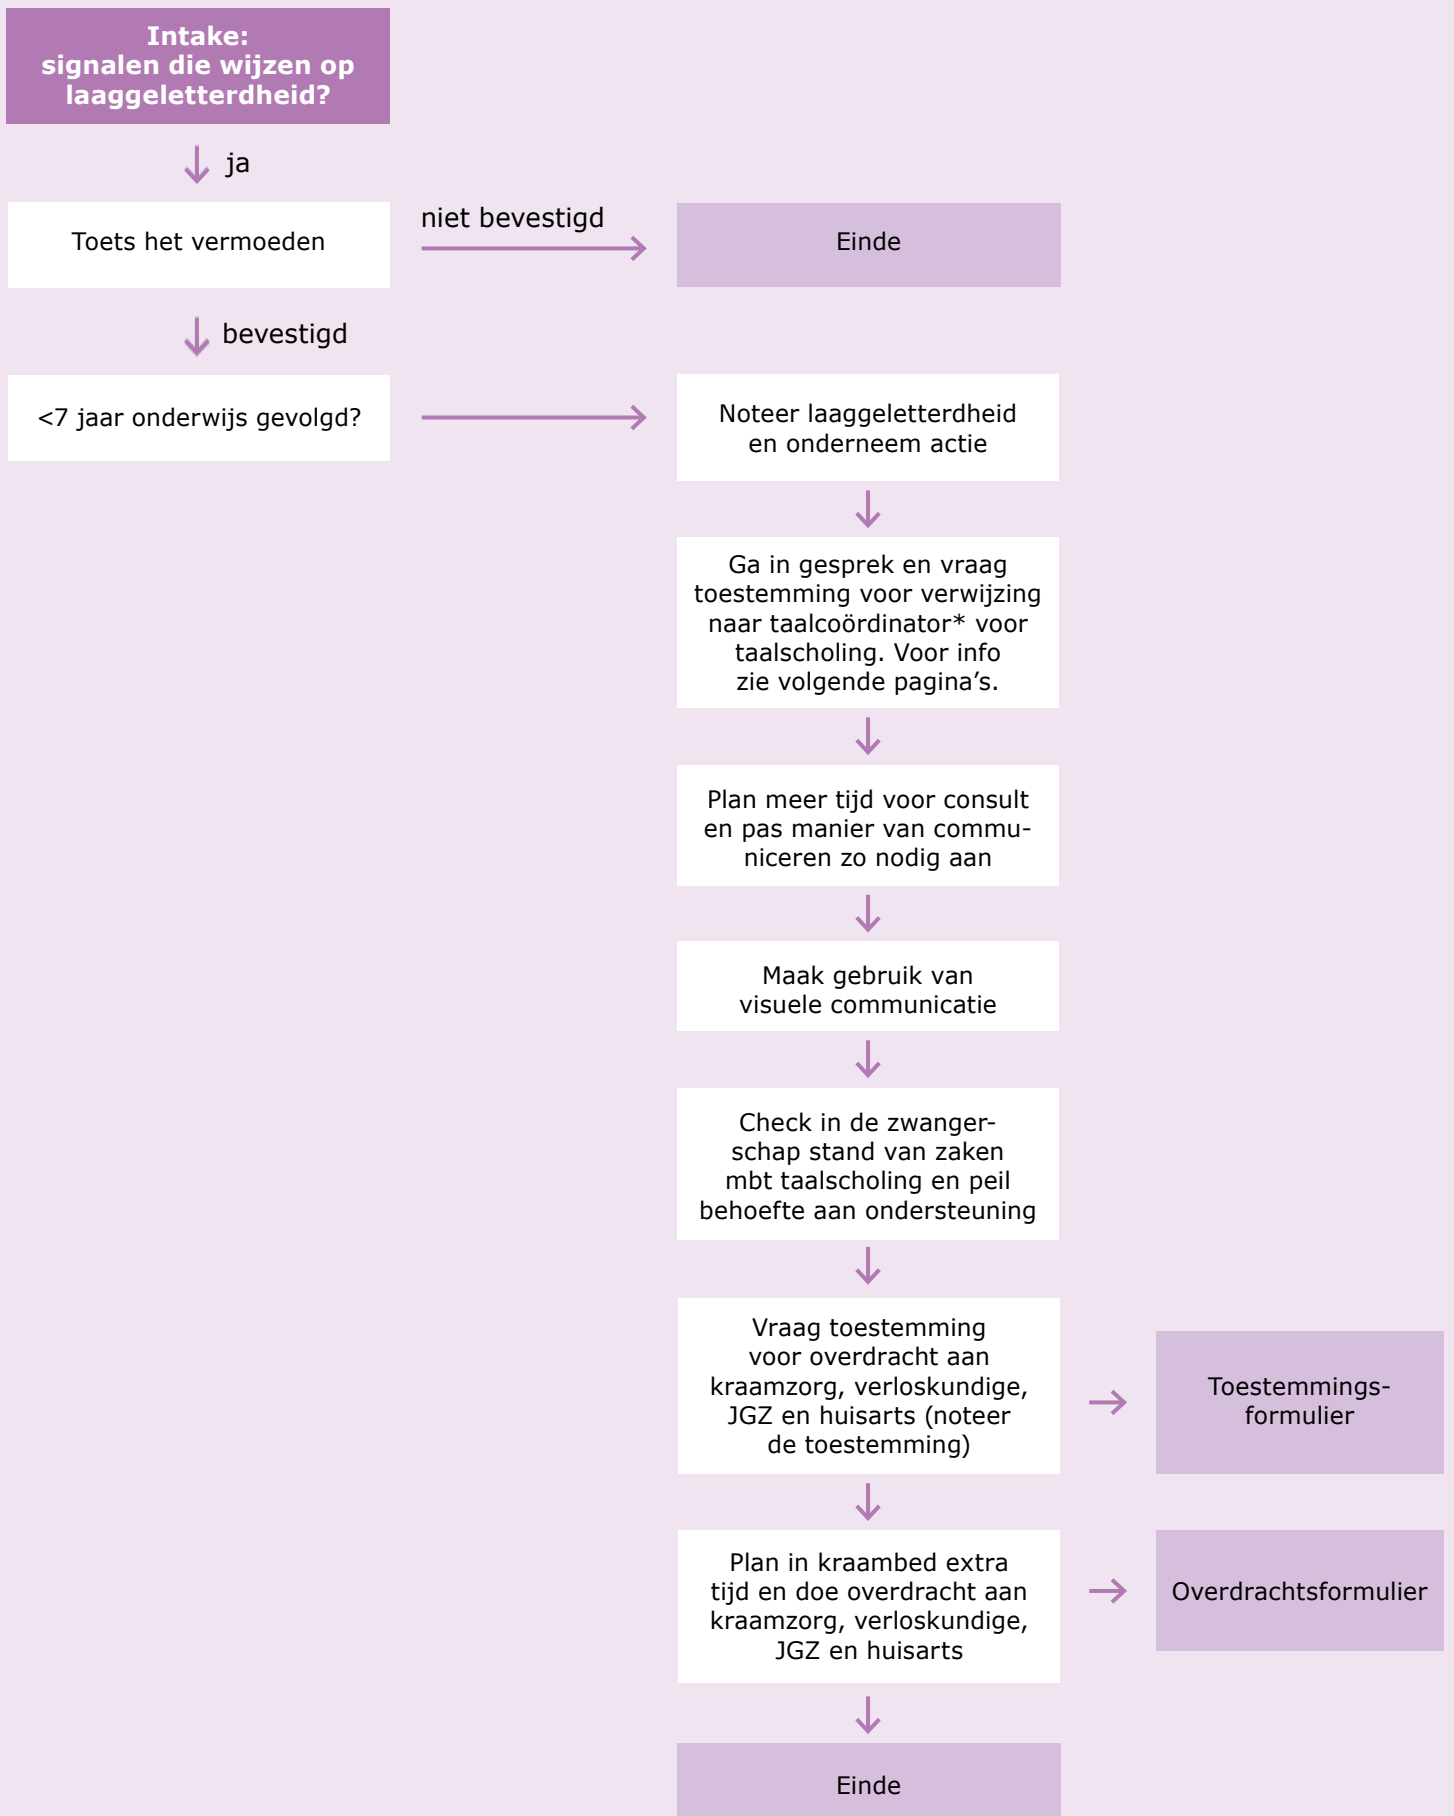 Intake:
signalen die wijzen op
laaggeletterdheid?
ja
Toets het vermoeden
niet bevestigd
Einde
bevestigd
<7 jaar onderwijs gevolgd?
Noteer laaggeletterdheid
en onderneem actie
Ga in gesprek en vraag
toestemming voor verwijzing
naar taalcoördinator* voor
taalscholing. Voor info
zie volgende pagina’s.
Plan meer tijd voor consult
en pas manier van commu-
niceren zo nodig aan
Maak gebruik van
visuele communicatie
Check in de zwanger-
schap stand van zaken
mbt taalscholing en peil
behoefte aan ondersteuning
Vraag toestemming
voor overdracht aan
kraamzorg, verloskundige,
JGZ en huisarts (noteer
de toestemming)
Toestemmings-
formulier
Plan in kraambed extra
tijd en doe overdracht aan
kraamzorg, verloskundige,
JGZ en huisarts
Overdrachtsformulier
Einde